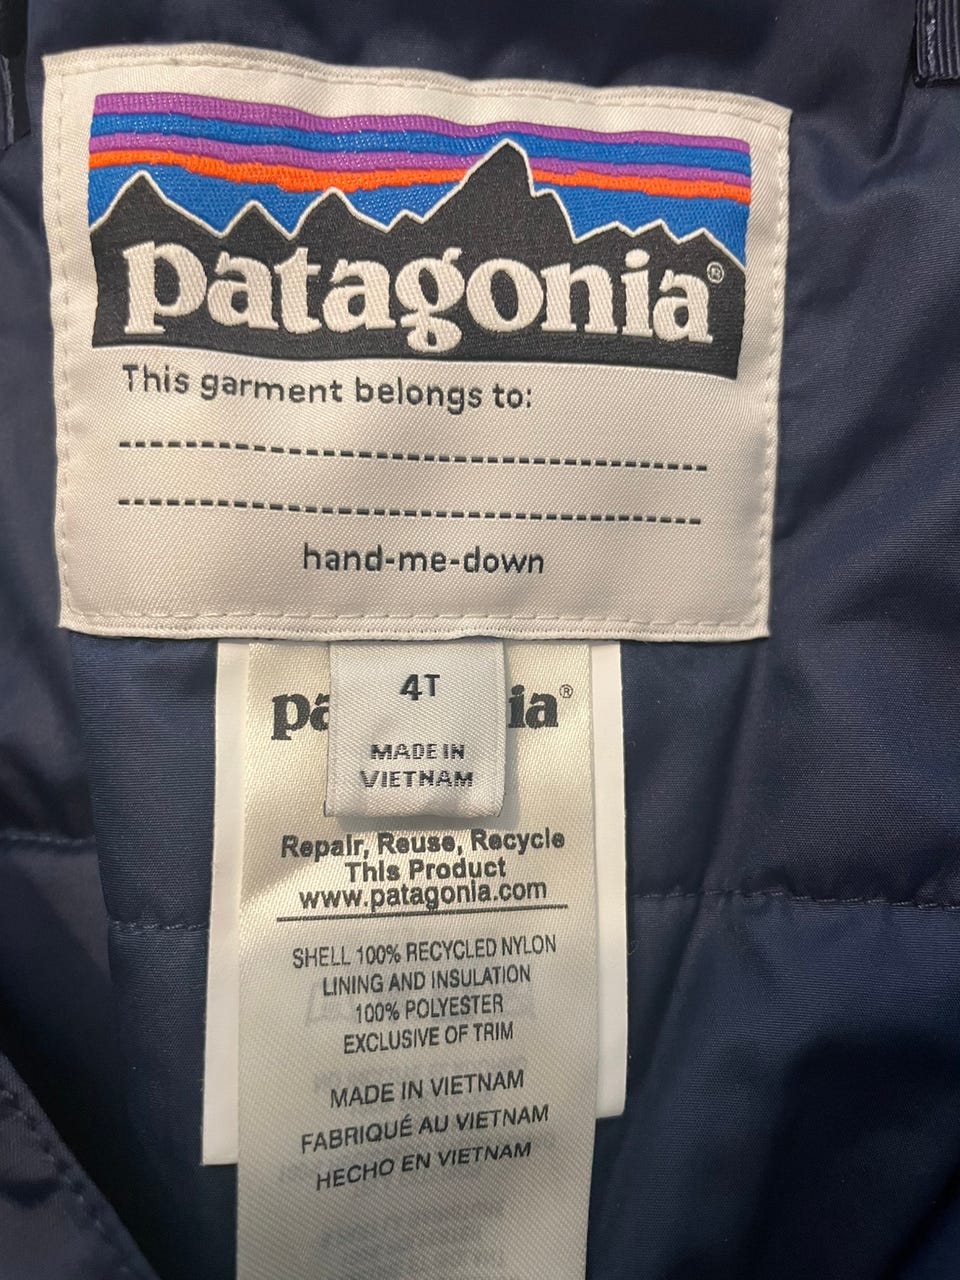 patagonia®
This garment belongs to:
hand-me-down
4T
MADE IN
VIETNAM
pa ia®
Repair, Reuse, Recycle
This Product
www.patagonia.com
SHELL 100% RECYCLED NYLON
LINING AND INSULATION
100% POLYESTER
EXCLUSIVE OF TRIM
MADE IN VIETNAM
FABRIQUÉ AU VIETNAM
HECHO EN VIETNAM